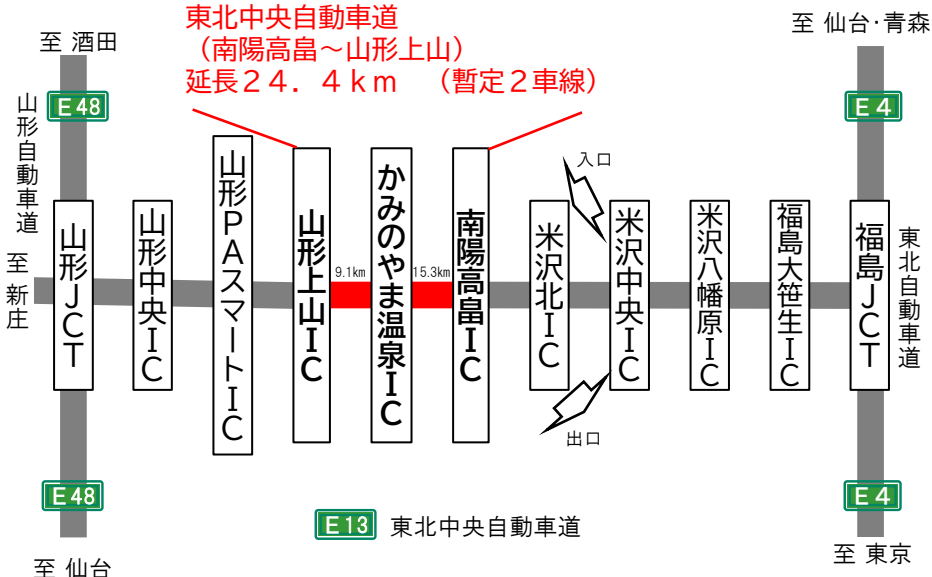 東北中央自動車道
（南陽高畠～山形上山）
延長２４．４ｋｍ　（暫定２車線）
至 酒田
至 仙台･青森
E48
E4
山形自動車道
入口
山形JCT
山形中央IC
山形PAスマートIC
山形上山IC
9.1km
かみのやま温泉IC
15.3km
南陽高畠IC
米沢北IC
米沢中央IC
米沢八幡原IC
福島大笹生IC
福島JCT
東北自動車道
至 新庄
出口
E48
E4
E13 東北中央自動車道
至 仙台
至 東京